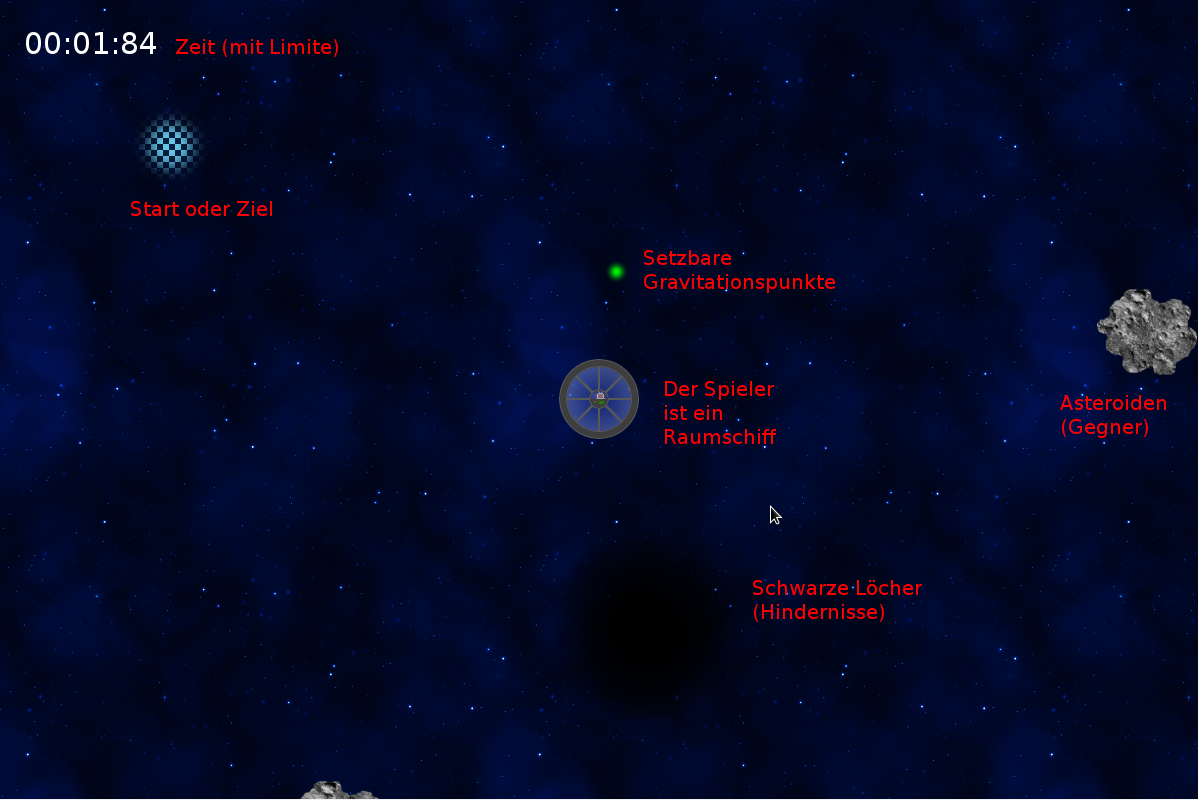 00:01:84 Zeit (mit Limite)
Start oder Ziel
Setzbare
Gravitationspunkte
Der Spieler
ist ein
Raumschiff
Asteroiden
(Gegner)
Schwarze Löcher
(Hindernisse)